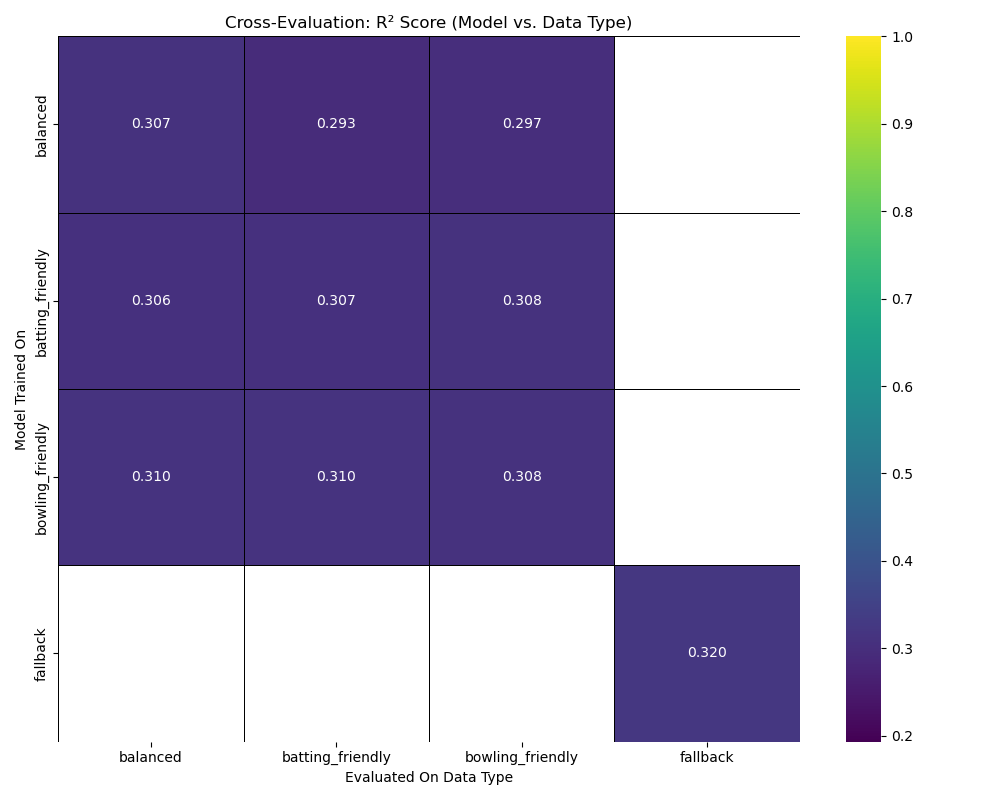 Cross-Evaluation: R² Score (Model vs. Data Type)
Model Trained On
balanced
0.307 0.293 0.297
batting_friendly
0.306 0.307 0.308
bowling_friendly
0.310 0.310 0.308
fallback
0.320
balanced batting_friendly bowling_friendly fallback
Evaluated On Data Type
1.0
0.9
0.8
0.7
0.6
0.5
0.4
0.3
0.2